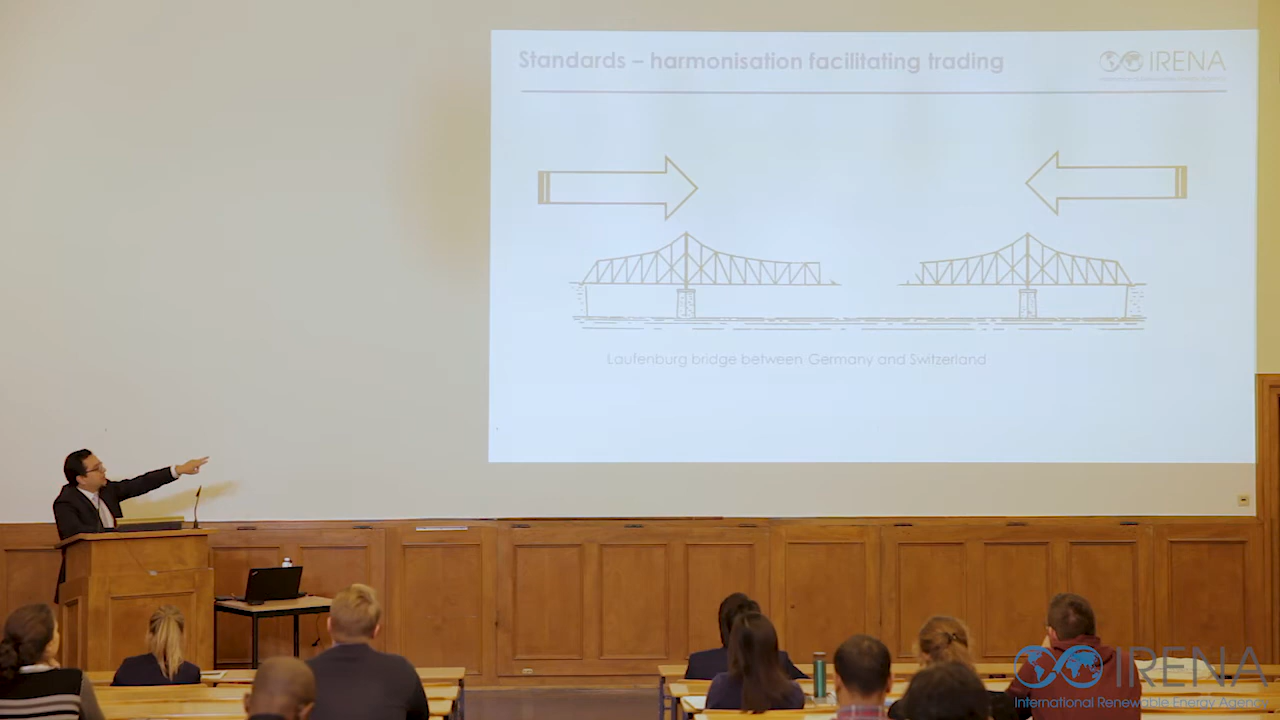 Standards – harmonisation facilitating trading
IRENA
Laufenburg bridge between Germany and Switzerland
IRENA
International Renewable Energy Agency